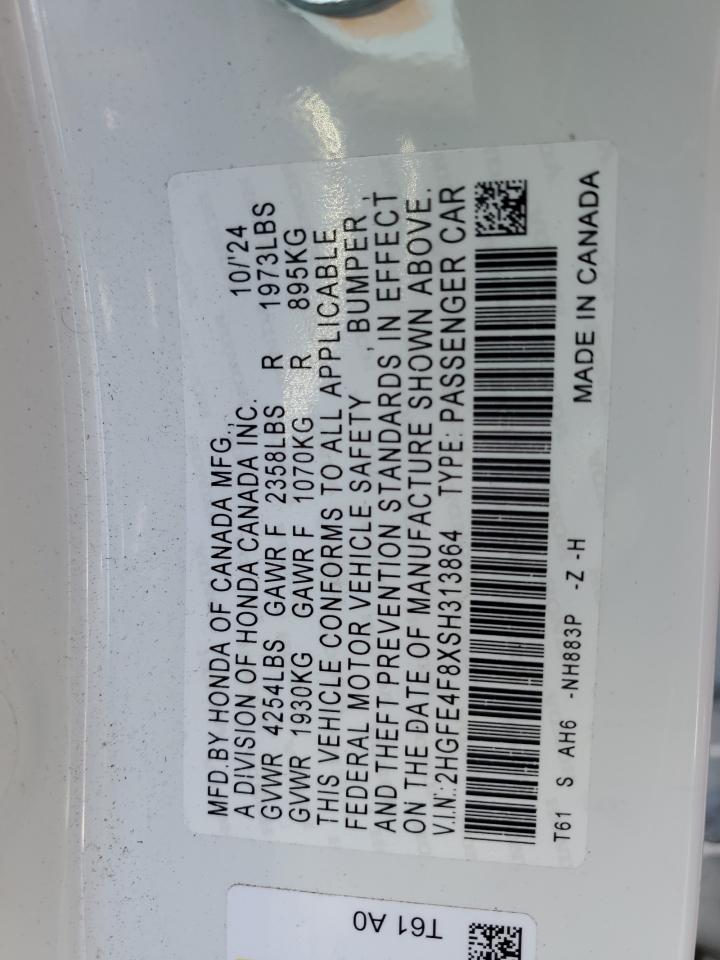 MFD.BY HONDA OF CANADA MFG., 10/'24
A DIVISION OF HONDA CANADA INC.
GVWR 4254LBS GAWR F 2358LBS R 1973LBS
GVWR 1930KG GAWR F 1070KG R 895KG
THIS VEHICLE CONFORMS TO ALL APPLICABLE
FEDERAL MOTOR VEHICLE SAFETY , BUMPER ,
AND THEFT PREVENTION STANDARDS IN EFFECT
ON THE DATE OF MANUFACTURE SHOWN ABOVE.
V.I.N.:2HGFE4F8XSH313864 TYPE: PASSENGER CAR
T61 S AH6 -NH883P -Z -H MADE IN CANADA
T61 A0